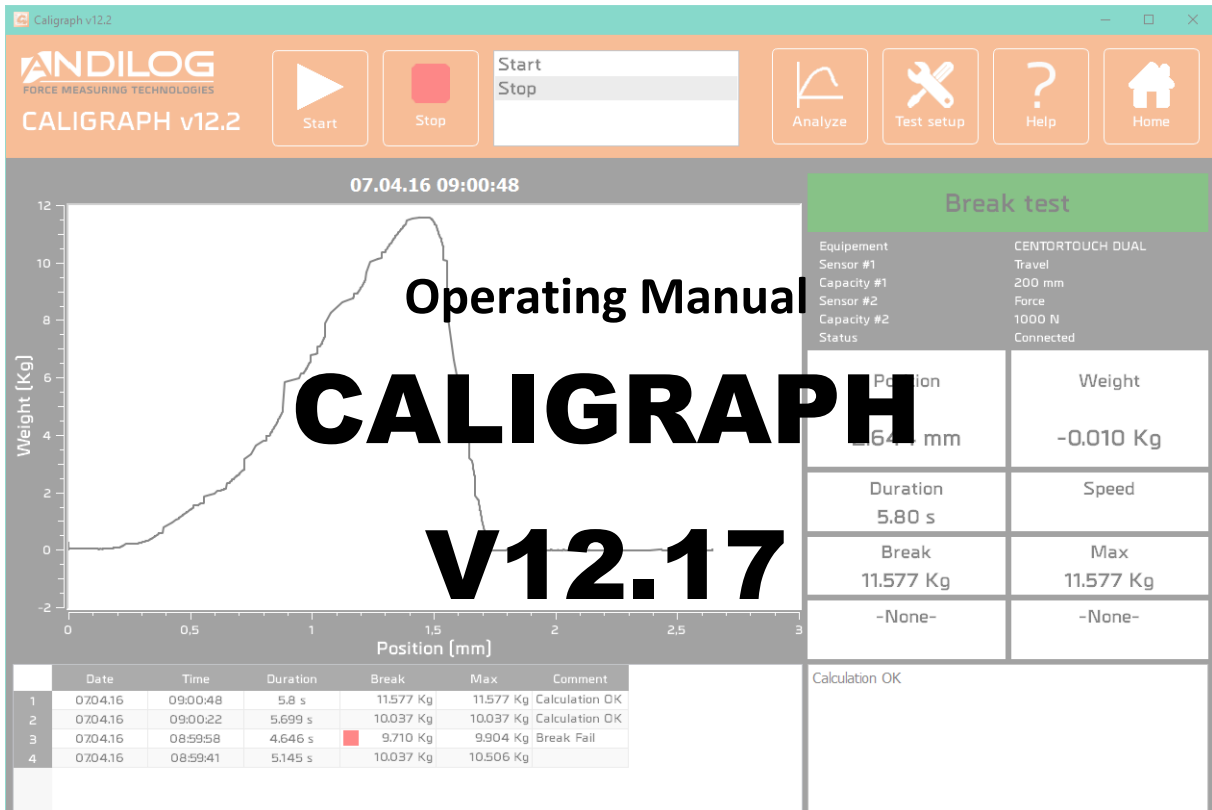 Caligraph v12.2
ANDILOG
FORCE MEASURING TECHNOLOGIES
CALIGRAPH v12.2
Start
Stop
Start
Stop
Analyze
Test setup
Help
Home
07.04.16 09:00:48
12
10
8
6
4
2
0
-2
Weight [Kg]
0
0,5
1
1,5
2
2,5
3
Position [mm]
Operating Manual
CALIGRAPH
V12.17
Break test
Equipement CENTORTOUCH DUAL
Sensor #1 Travel
Capacity #1 200 mm
Sensor #2 Force
Capacity #2 1000 N
Status Connected
Position
mm
Weight
-0.010 Kg
Duration
5.80 s
Speed
Break
11.577 Kg
Max
11.577 Kg
-None-
-None-
Date Time Duration Break Max Comment
1 07.04.16 09:00:48 5.8 s 11.577 Kg 11.577 Kg Calculation OK
2 07.04.16 09:00:22 5.699 s 10.037 Kg 10.037 Kg Calculation OK
3 07.04.16 08:59:58 4.646 s 9.710 Kg 9.904 Kg Break Fail
4 07.04.16 08:59:41 5.145 s 10.037 Kg 10.506 Kg
Calculation OK